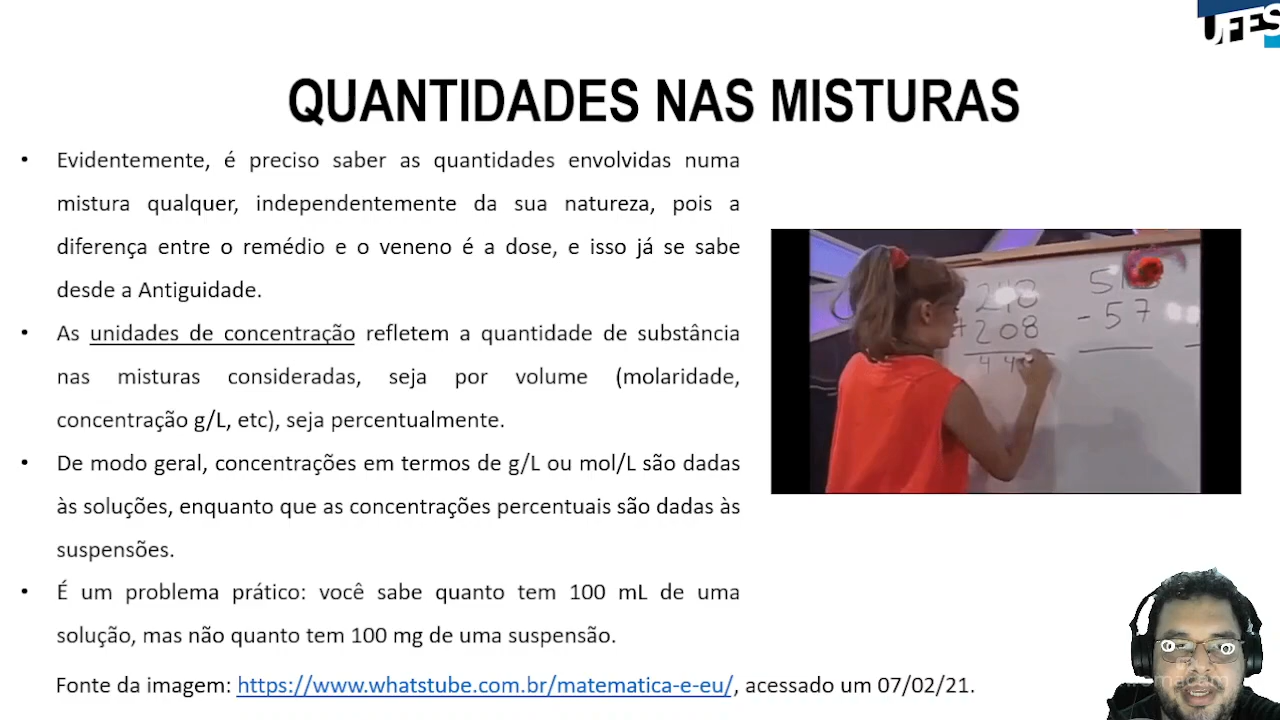 UFES
QUANTIDADES NAS MISTURAS
• Evidentemente, é preciso saber as quantidades envolvidas numa
mistura qualquer, independentemente da sua natureza, pois a
diferença entre o remédio e o veneno é a dose, e isso já se sabe
desde a Antiguidade.
• As unidades de concentração refletem a quantidade de substância
nas misturas consideradas, seja por volume (molaridade,
concentração g/L, etc), seja percentualmente.
• De modo geral, concentrações em termos de g/L ou mol/L são dadas
às soluções, enquanto que as concentrações percentuais são dadas às
suspensões.
• É um problema prático: você sabe quanto tem 100 mL de uma
solução, mas não quanto tem 100 mg de uma suspensão.
248
+ 208
44
- 57
Fonte da imagem: https://www.whatstube.com.br/matematica-e-eu/, acessado um 07/02/21.